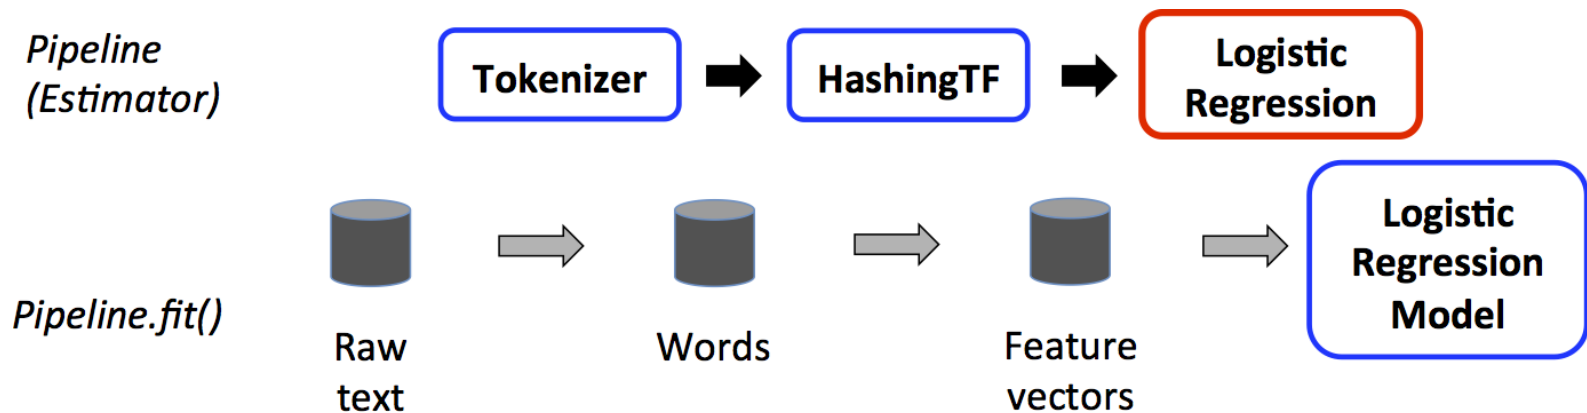 Pipeline
(Estimator)
Tokenizer
HashingTF
Logistic
Regression
Pipeline.fit()
Raw
text
Words
Feature
vectors
Logistic
Regression
Model